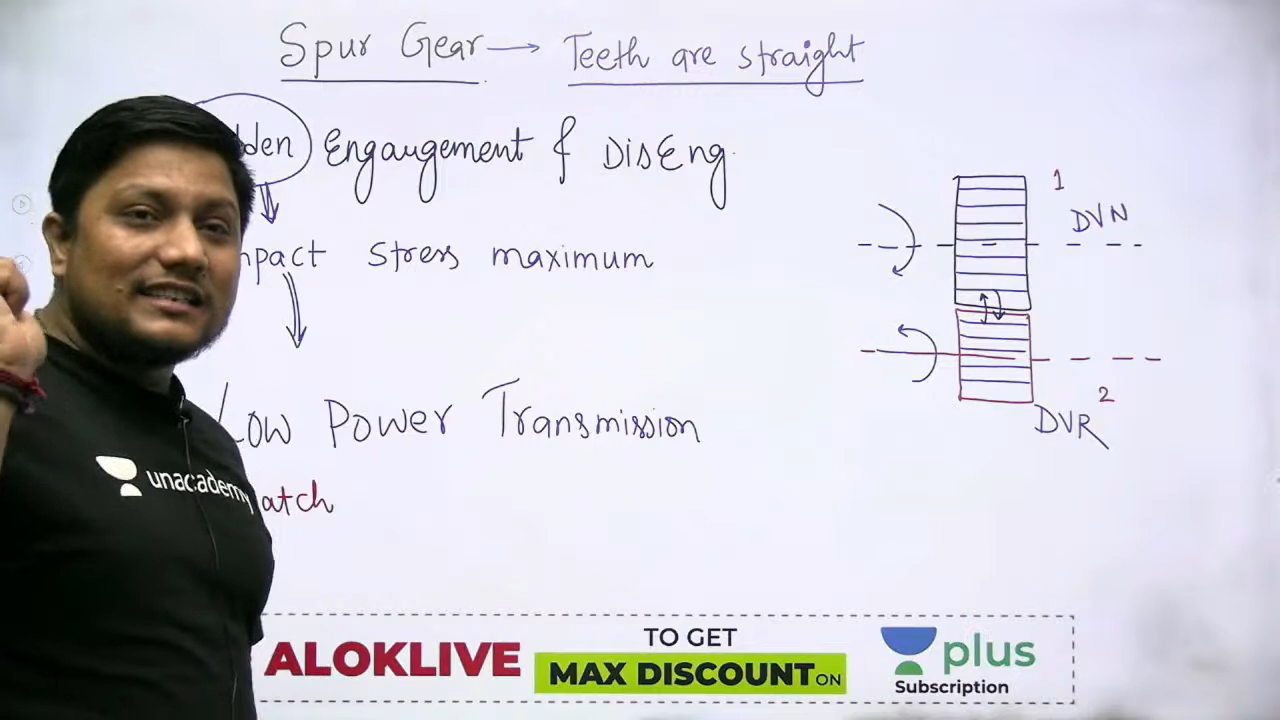 Spur Gear → Teeth are straight
dden Engaugement & DisEng.
mpact stress maximum
Low Power Transmission
atch
1
DVN
2
DVR
unacademy
ALOKLIVE
TO GET
MAX DISCOUNT ON
plus
Subscription